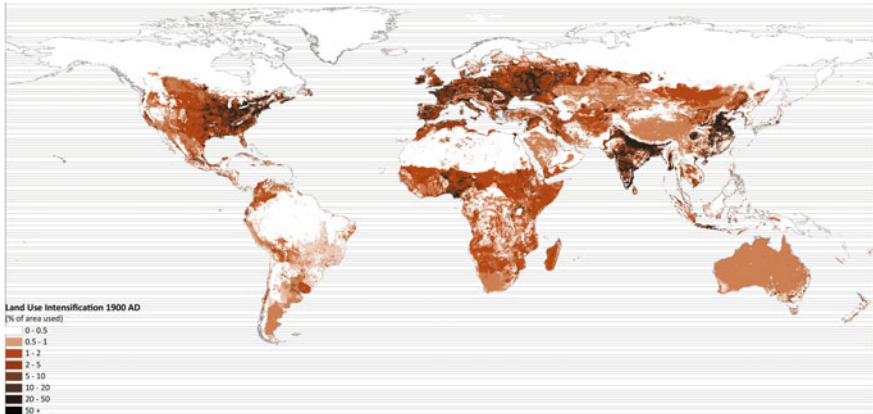 Land Use Intensification 1900 AD
(% of area used)
0 - 0.5
0.5 - 1
1 - 2
2 - 5
5 - 10
10 - 20
20 - 50
50 +